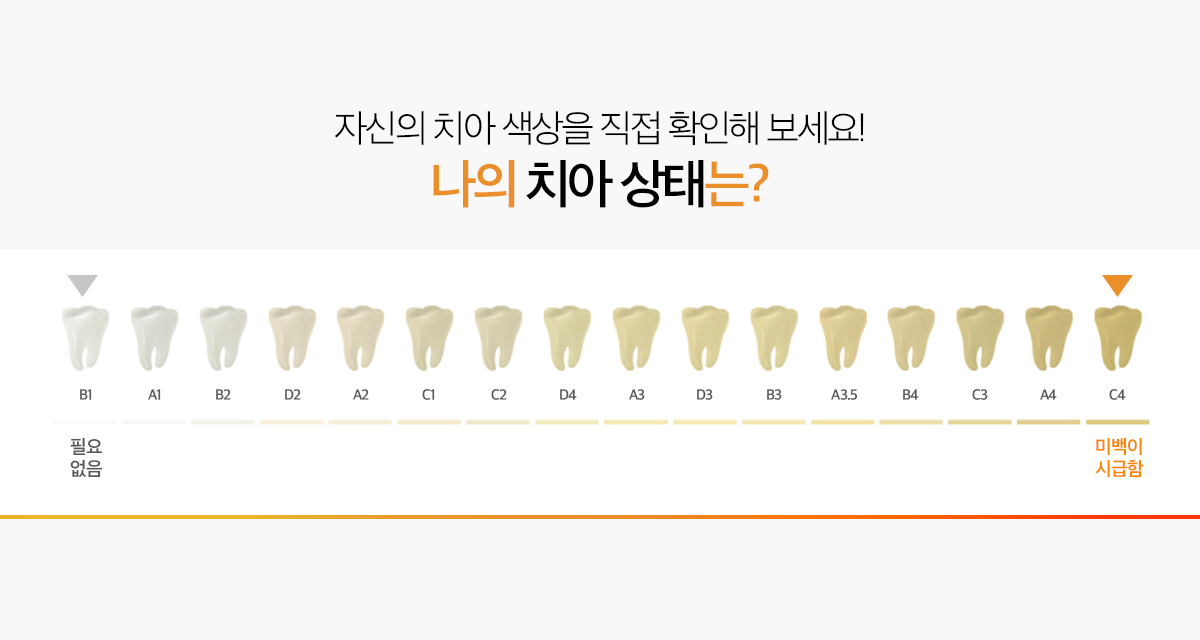 자신의 치아 색상을 직접 확인해 보세요!
나의 치아 상태는?
B1 A1 B2 D2 A2 C1 C2 D4 A3 D3 B3 A3.5 B4 C3 A4 C4
필요
없음
미백이
시급함